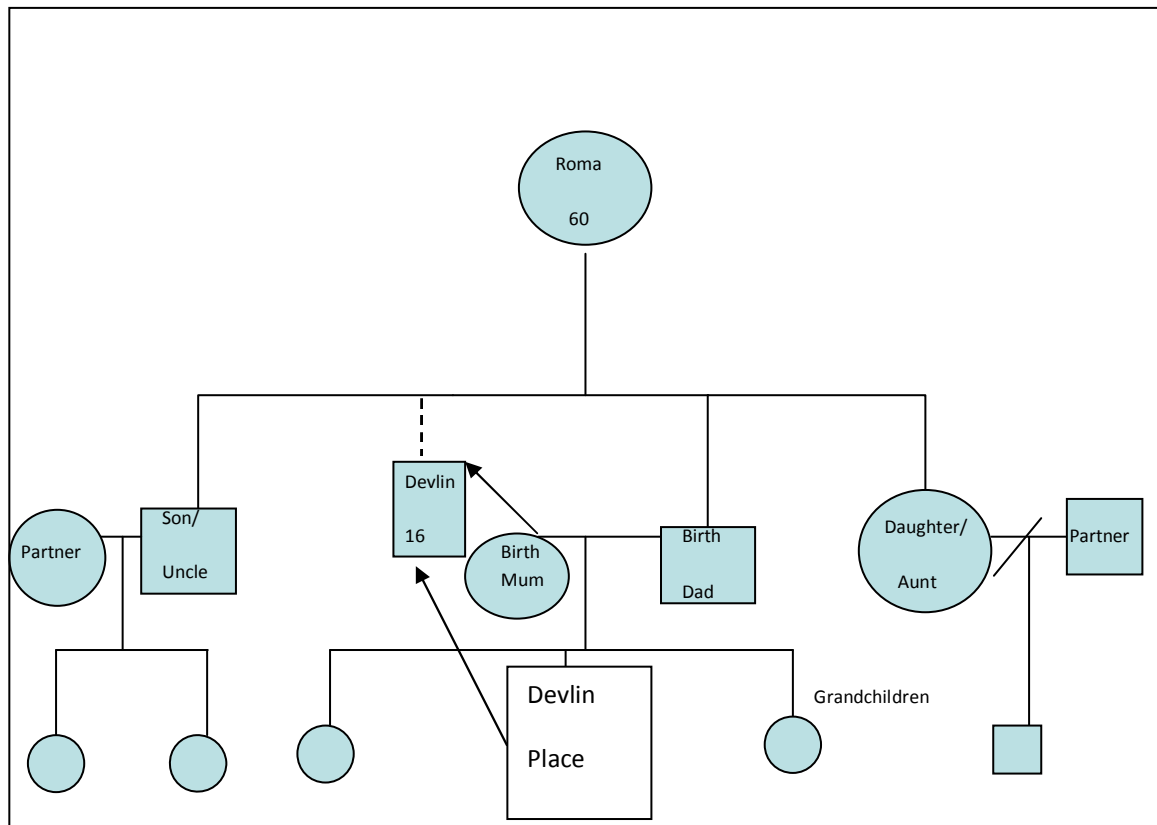 Roma
60
Devlin
16
Son/
Uncle
Partner
Birth
Mum
Birth
Dad
Daughter/
Aunt
Partner
Devlin
Place
Grandchildren